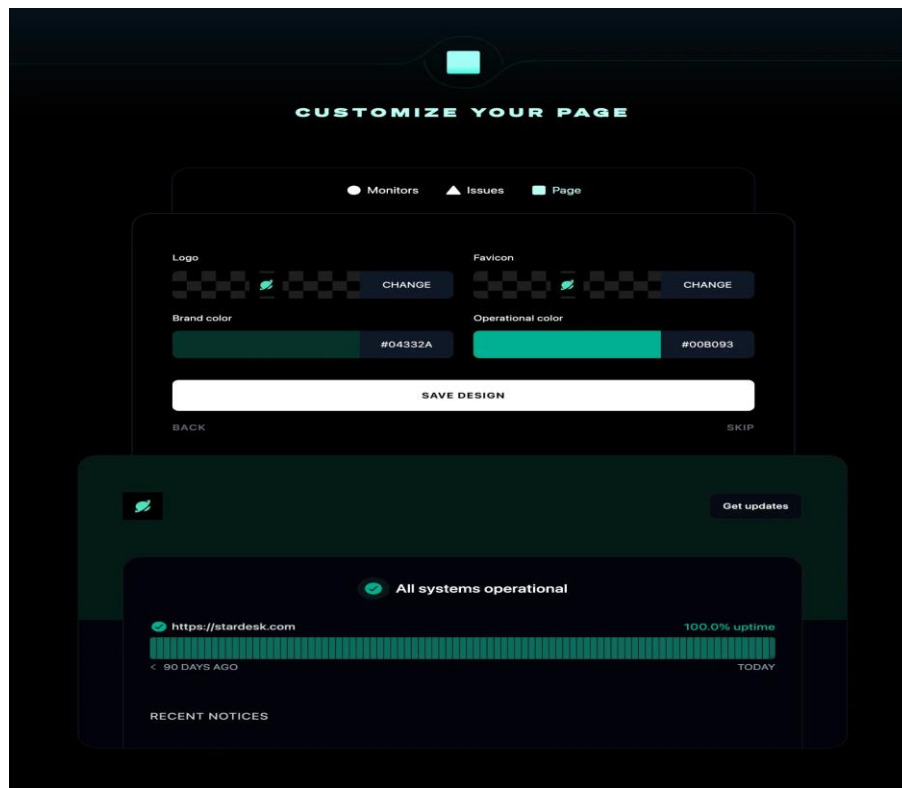 CUSTOMIZE YOUR PAGE
Monitors Issues Page
Logo Favicon
CHANGE CHANGE
Brand color Operational color
#04332A #00B093
SAVE DESIGN
BACK SKIP
Get updates
All systems operational
https://stardesk.com 100.0% uptime
< 90 DAYS AGO TODAY
RECENT NOTICES